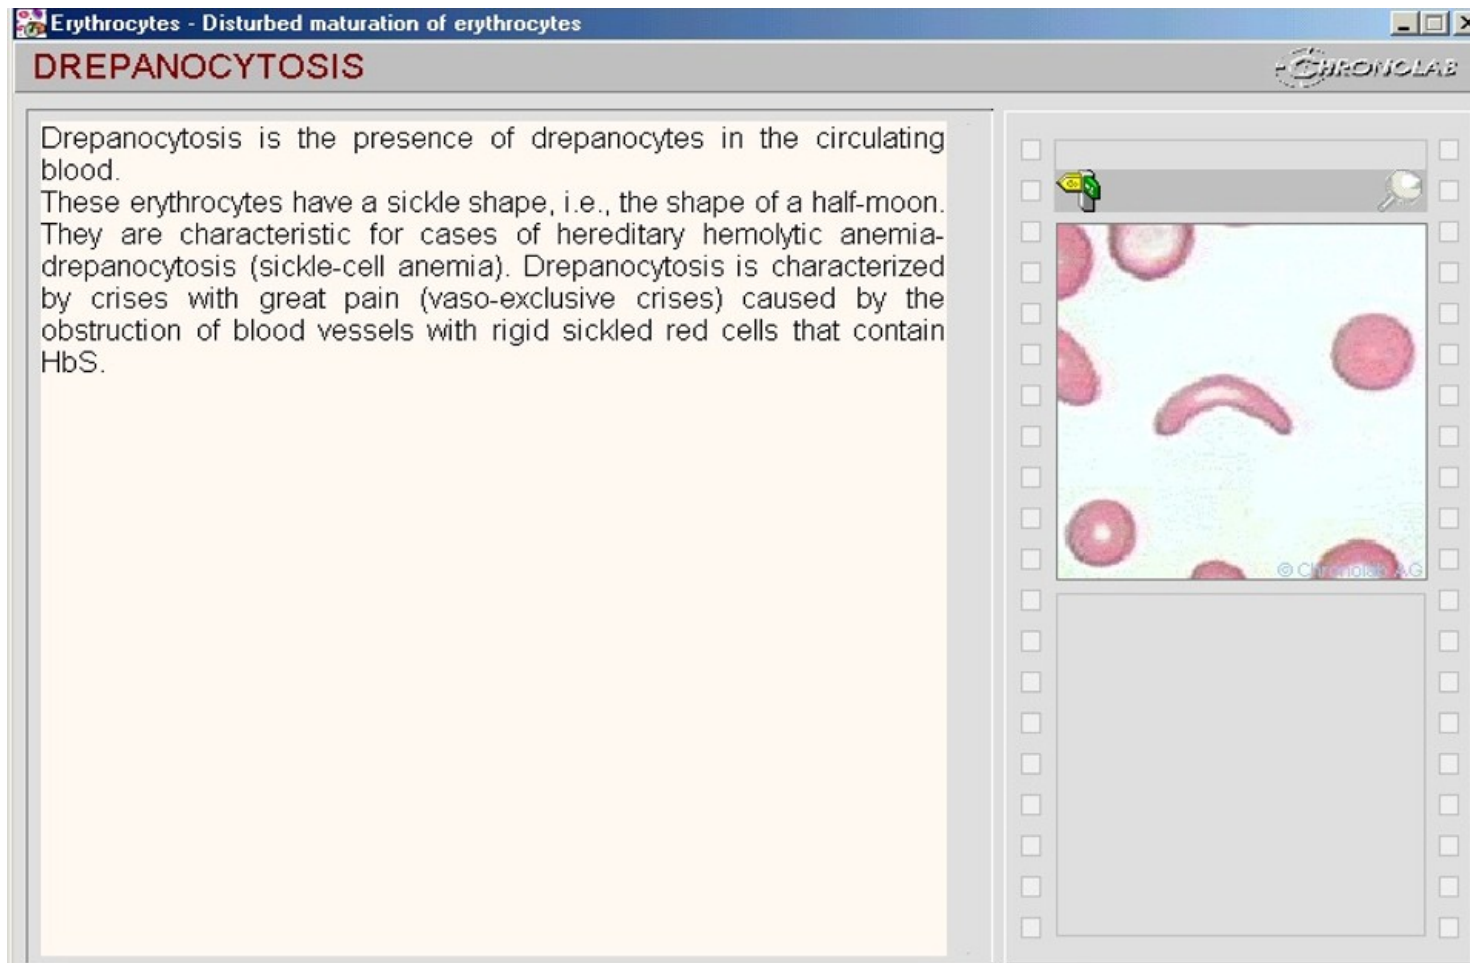 Erythrocytes - Disturbed maturation of erythrocytes
DREPANOCYTOSIS
CHRONOLAB
Drepanocytosis is the presence of drepanocytes in the circulating
blood.
These erythrocytes have a sickle shape, i.e., the shape of a half-moon.
They are characteristic for cases of hereditary hemolytic anemia-
drepanocytosis (sickle-cell anemia). Drepanocytosis is characterized
by crises with great pain (vaso-exclusive crises) caused by the
obstruction of blood vessels with rigid sickled red cells that contain
HbS.
© Chronolab AG